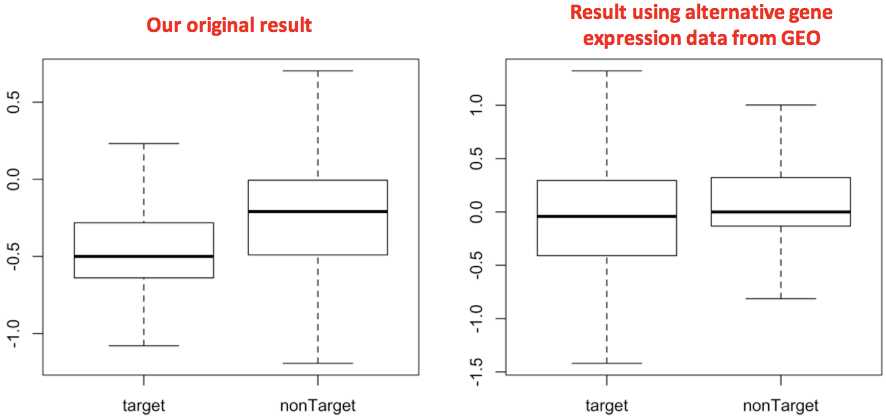 Our original result
Result using alternative gene
expression data from GEO
0.5
0.0
-0.5
-1.0
target nonTarget
1.0
0.5
0.0
-0.5
-1.0
-1.5
target nonTarget